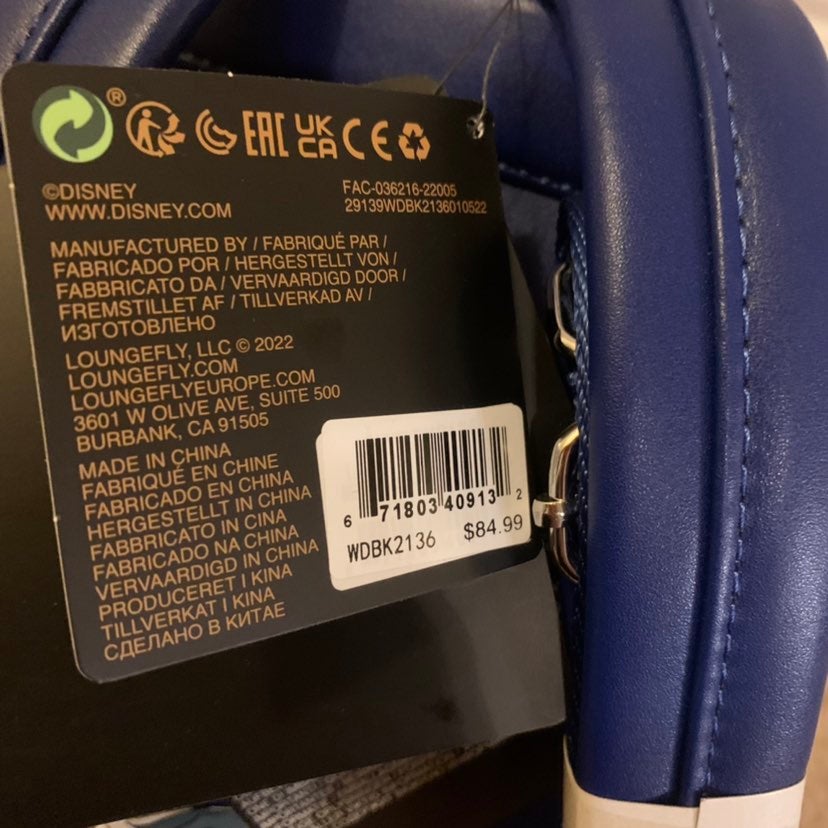 ®
EAC UK
CA CE
©DISNEY
WWW.DISNEY.COM
FAC-036216-22005
29139WDBK2136010522
MANUFACTURED BY / FABRIQUÉ PAR /
FABRICADO POR / HERGESTELLT VON /
FABBRICATO DA / VERVAARDIGD DOOR /
FREMSTILLET AF / TILLVERKAD AV /
ИЗГОТОВЛЕНО
LOUNGEFLY, LLC © 2022
LOUNGEFLY.COM
LOUNGEFLYEUROPE.COM
3601 W OLIVE AVE, SUITE 500
BURBANK, CA 91505
MADE IN CHINA
FABRIQUÉ EN CHINE
FABRICADO EN CHINA
HERGESTELLT IN CHINA
FABBRICATO IN CINA
FABRICADO NA CHINA
VERVAARDIGD IN CHINA
PRODUCERET I KINA
TILLVERKAT I KINA
СДЕЛАНО В КИТАЕ
6 71803 40913 2
WDBK2136 $84.99